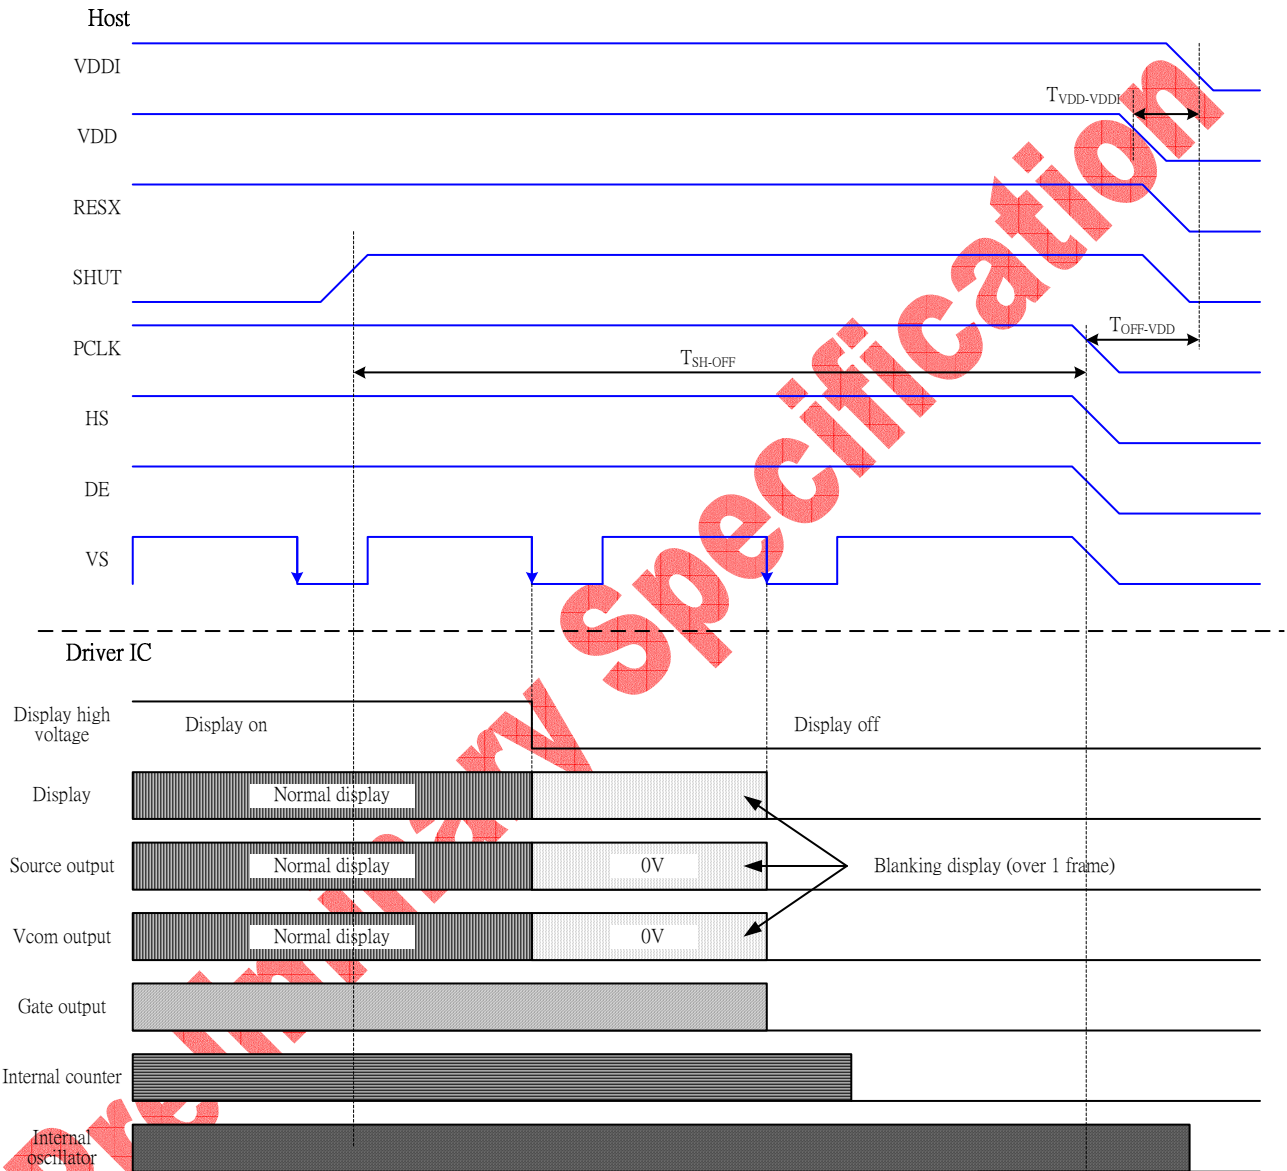 Host
VDDI
TVDD-VDDI
VDD
RESX
SHUT
PCLK
TOFF-VDD
TSH-OFF
HS
DE
VS
Driver IC
Display high
voltage
Display on
Display off
Display
Normal display
Source output
Normal display
0V
Blanking display (over 1 frame)
Vcom output
Normal display
0V
Gate output
Internal counter
Internal
oscillator
Preliminary Specification